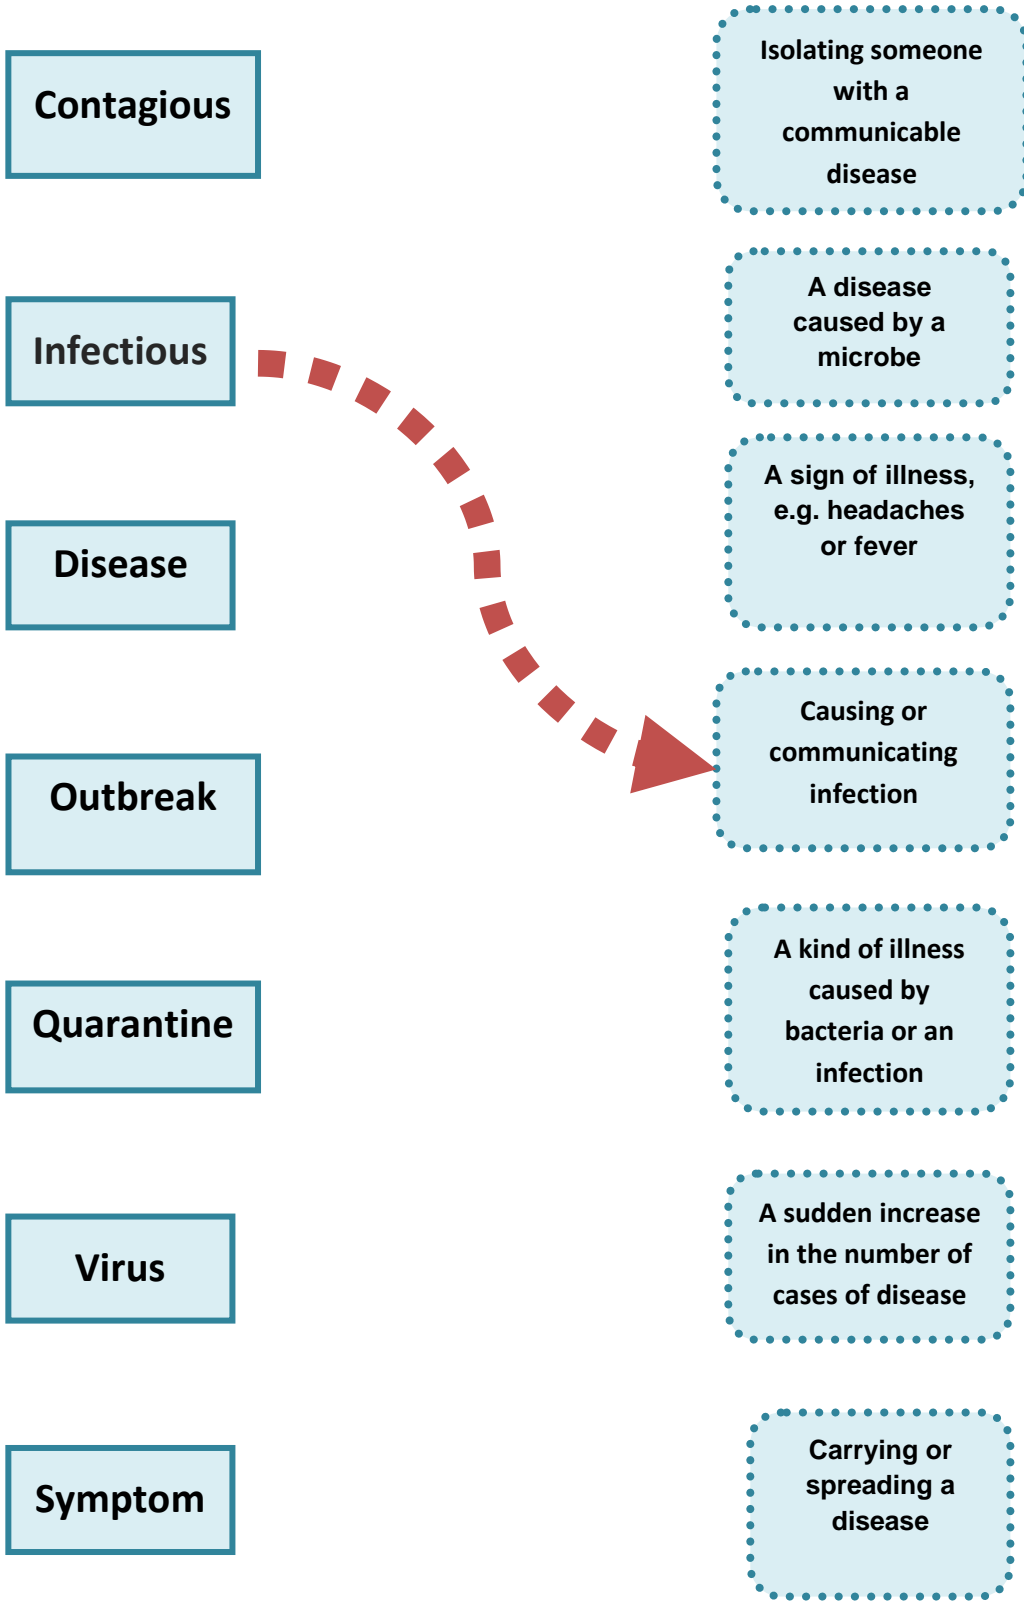 Contagious
Infectious
Disease
Outbreak
Quarantine
Virus
Symptom
Isolating someone
with a
communicable
disease
A disease
caused by a
microbe
A sign of illness,
e.g. headaches
or fever
Causing or
communicating
infection
A kind of illness
caused by
bacteria or an
infection
A sudden increase
in the number of
cases of disease
Carrying or
spreading a
disease